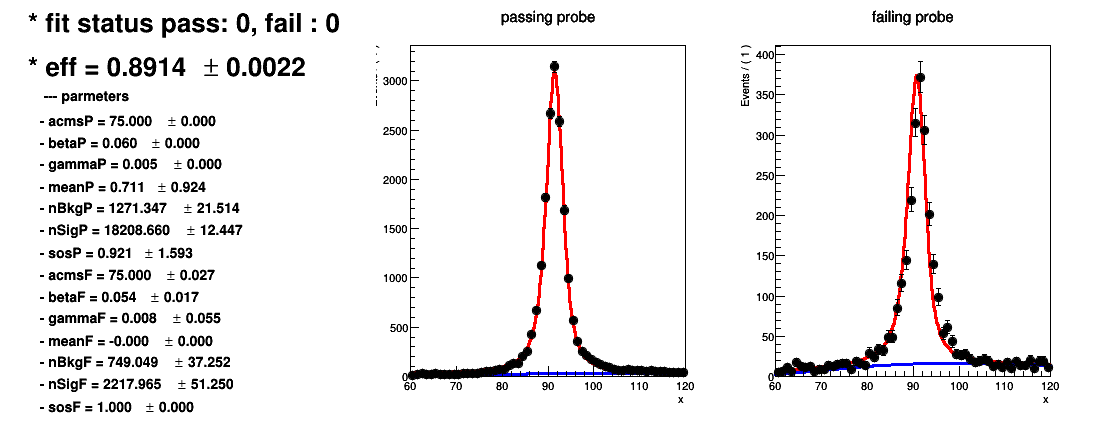 * fit status pass: 0, fail : 0
* eff = 0.8914 ± 0.0022
--- parmeters
- acmsP = 75.000 ± 0.000
- betaP = 0.060 ± 0.000
- gammaP = 0.005 ± 0.000
- meanP = 0.711 ± 0.924
- nBkgP = 1271.347 ± 21.514
- nSigP = 18208.660 ± 12.447
- sosP = 0.921 ± 1.593
- acmsF = 75.000 ± 0.027
- betaF = 0.054 ± 0.017
- gammaF = 0.008 ± 0.055
- meanF = -0.000 ± 0.000
- nBkgF = 749.049 ± 37.252
- nSigF = 2217.965 ± 51.250
- sosF = 1.000 ± 0.000
passing probe
3000
2500
2000
1500
1000
500
0
60 70 80 90 100 110 120
x
failing probe
Events / ( 1 )
400
350
300
250
200
150
100
50
0
60 70 80 90 100 110 120
x